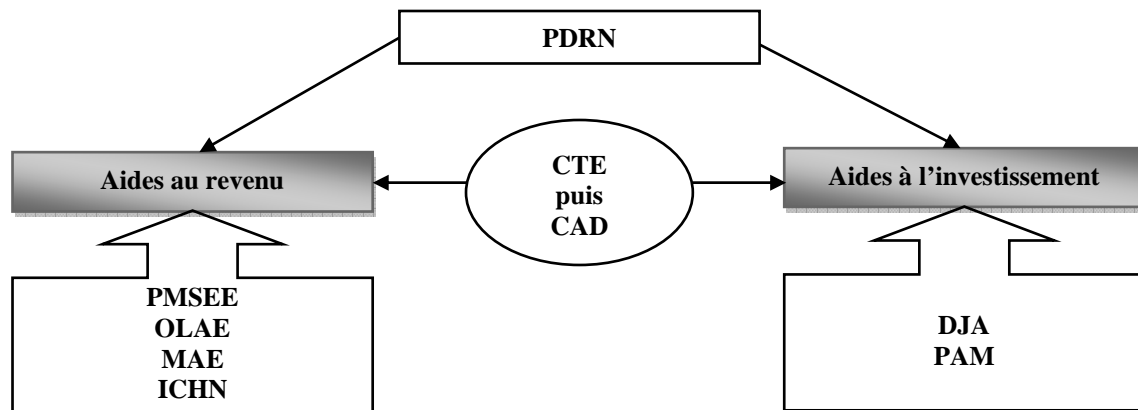 PDRN
Aides au revenu
CTE
puis
CAD
Aides à l’investissement
PMSEE
OLAE
MAE
ICHN
DJA
PAM